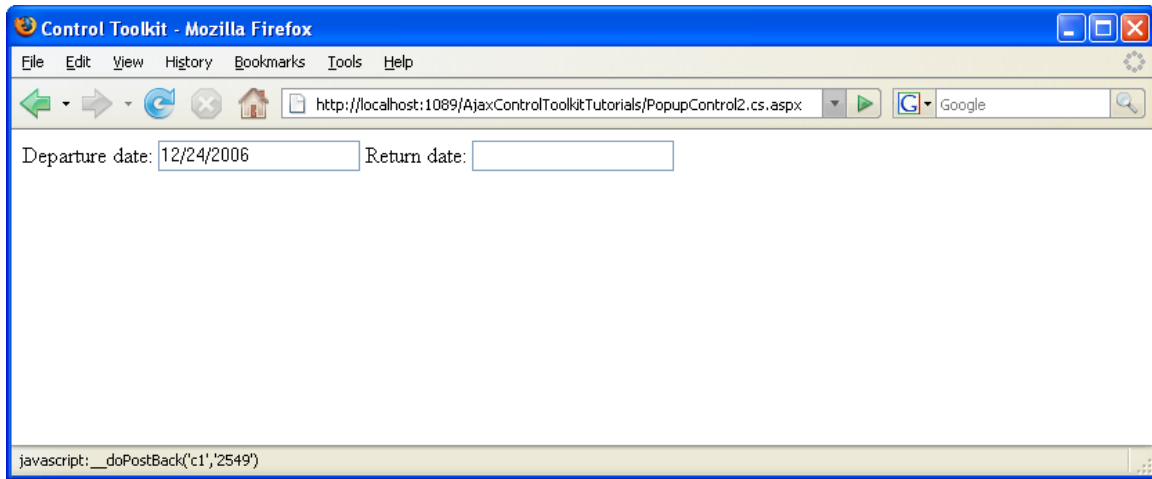 Control Toolkit - Mozilla Firefox
File Edit View History Bookmarks Tools Help
http://localhost:1089/AjaxControlToolkitTutorials/PopupControl2.cs.aspx G Google
Departure date: 12/24/2006 Return date:
javascript:__doPostBack('c1','2549')